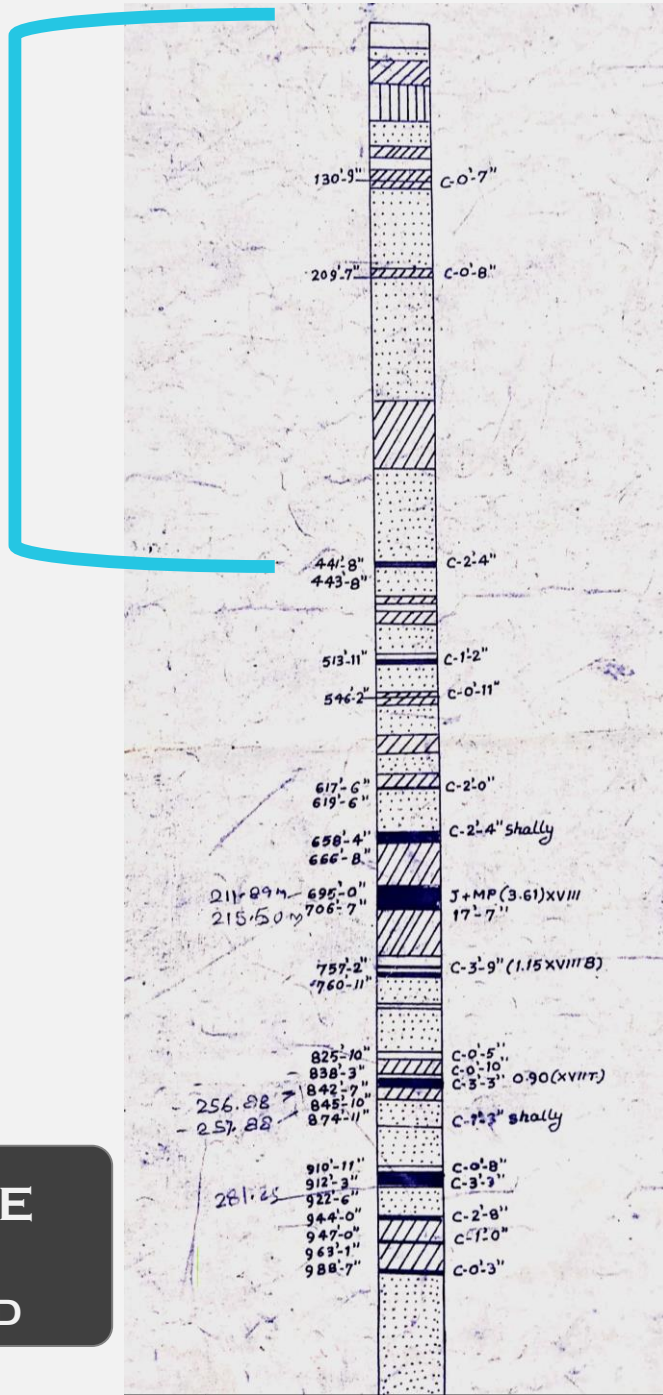 130'-9" C-0'-7"
209'-7" C-0'-8"
441'-8" C-2'-4"
443'-8"
513'-11" C-1'-2"
546'-2" C-0'-11"
617'-6" C-2'-0"
619'-6"
658'-4" C-2'-4" shally
666'-8"
211.89m 695'-0" J+MP (3.61) XVIII
215.50m 706'-7" 17'-7"
757'-2" C-3'-9" (1.15 XVIII B)
760'-11"
825'-10" C-0'-5"
838'-3" C-0'-10"
842'-7" C-3'-3" 0.90 (XVIIT.)
256.88 845'-10"
257.88 874'-11" C-1'-3" shally
910'-11" C-0'-8"
912'-3" C-3'-3"
281.25 922'-6"
944'-0" C-2'-8"
947'-0" C-1'-0"
963'-1"
988'-7" C-0'-3"
E
D